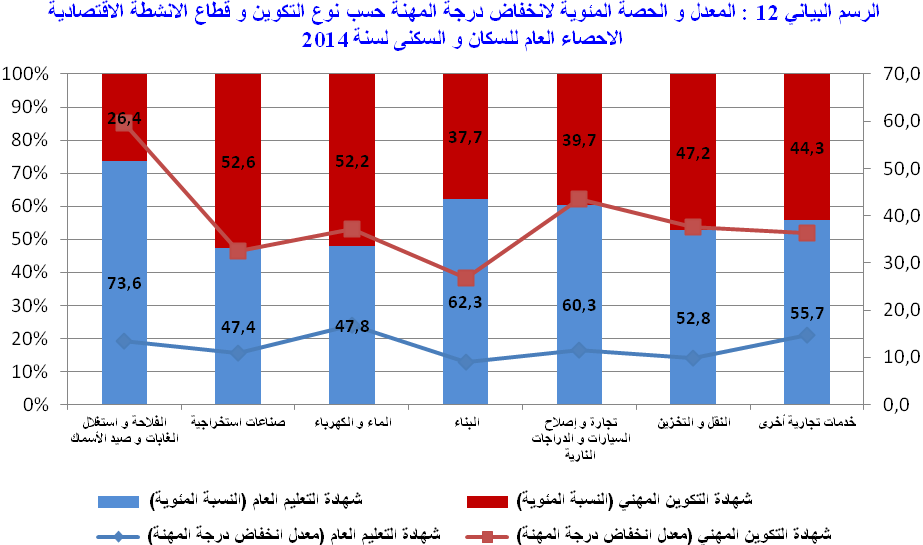 الرسم البياني 12 : المعدل و الحصة المئوية لانخفاض درجة المهنة حسب نوع التكوين و قطاع الانشطة الاقتصادية
الاحصاء العام للسكان و السكنى لسنة 2014
100%
90%
80%
70%
60%
50%
40%
30%
20%
10%
0%
70,0
60,0
50,0
40,0
30,0
20,0
10,0
0,0
26,4
52,6
52,2
37,7
39,7
47,2
44,3
73,6
47,4
47,8
62,3
60,3
52,8
55,7
الفلاحة و استغلال
الغابات و صيد الأسماك
صناعات استخراجية
الماء و الكهرباء
البناء
تجارة و إصلاح
السيارات و الدراجات
النارية
النقل و التخزين
خدمات تجارية أخرى
شهادة التعليم العام (النسبة المئوية)
شهادة التكوين المهني (النسبة المئوية)
شهادة التعليم العام (معدل انخفاض درجة المهنة)
شهادة التكوين المهني (معدل انخفاض درجة المهنة)